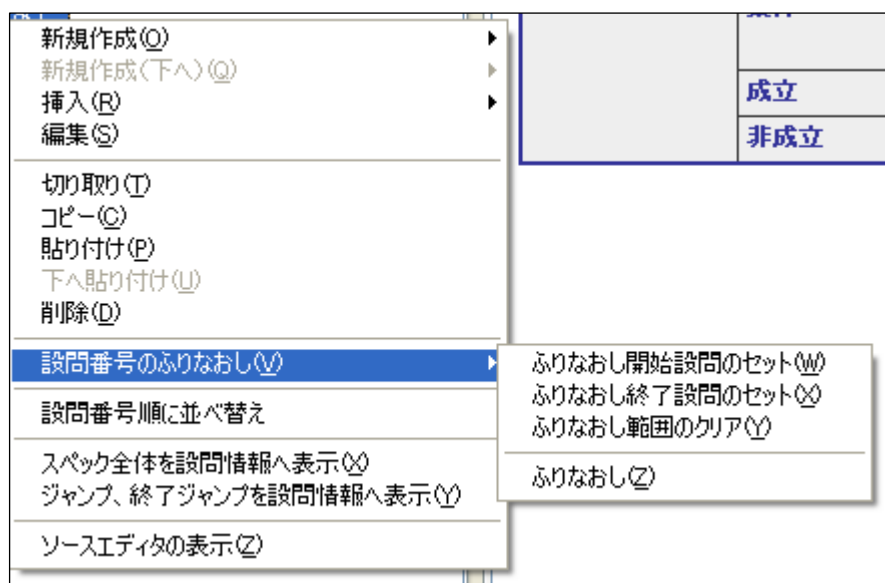 新規作成(O)
新規作成(下へ)(Q)
挿入(R)
編集(S)
切り取り(T)
コピー(C)
貼り付け(P)
下へ貼り付け(U)
削除(D)
設問番号のふりなおし(V)
設問番号順に並べ替え
スペック全体を設問情報へ表示(X)
ジャンプ、終了ジャンプを設問情報へ表示(Y)
ソースエディタの表示(Z)
ふりなおし開始設問のセット(W)
ふりなおし終了設問のセット(X)
ふりなおし範囲のクリア(Y)
ふりなおし(Z)
成立
非成立